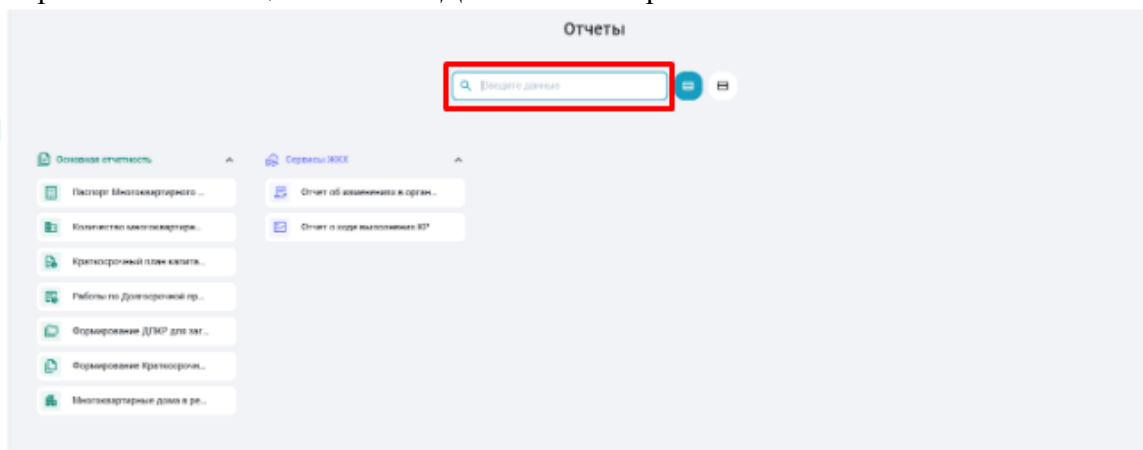 Отчеты
Введите данные
Основная отчетность
Паспорт Многоквартирного ...
Количество многоквартирн...
Краткосрочный план капита...
Работы по Долгосрочной пр...
Формирование ДПКР для заг...
Формирование Краткосрочн...
Многоквартирные дома в ре...
Сервисы ЖКХ
Отчет об изменениях в орган...
Отчет о ходе выполнения КР